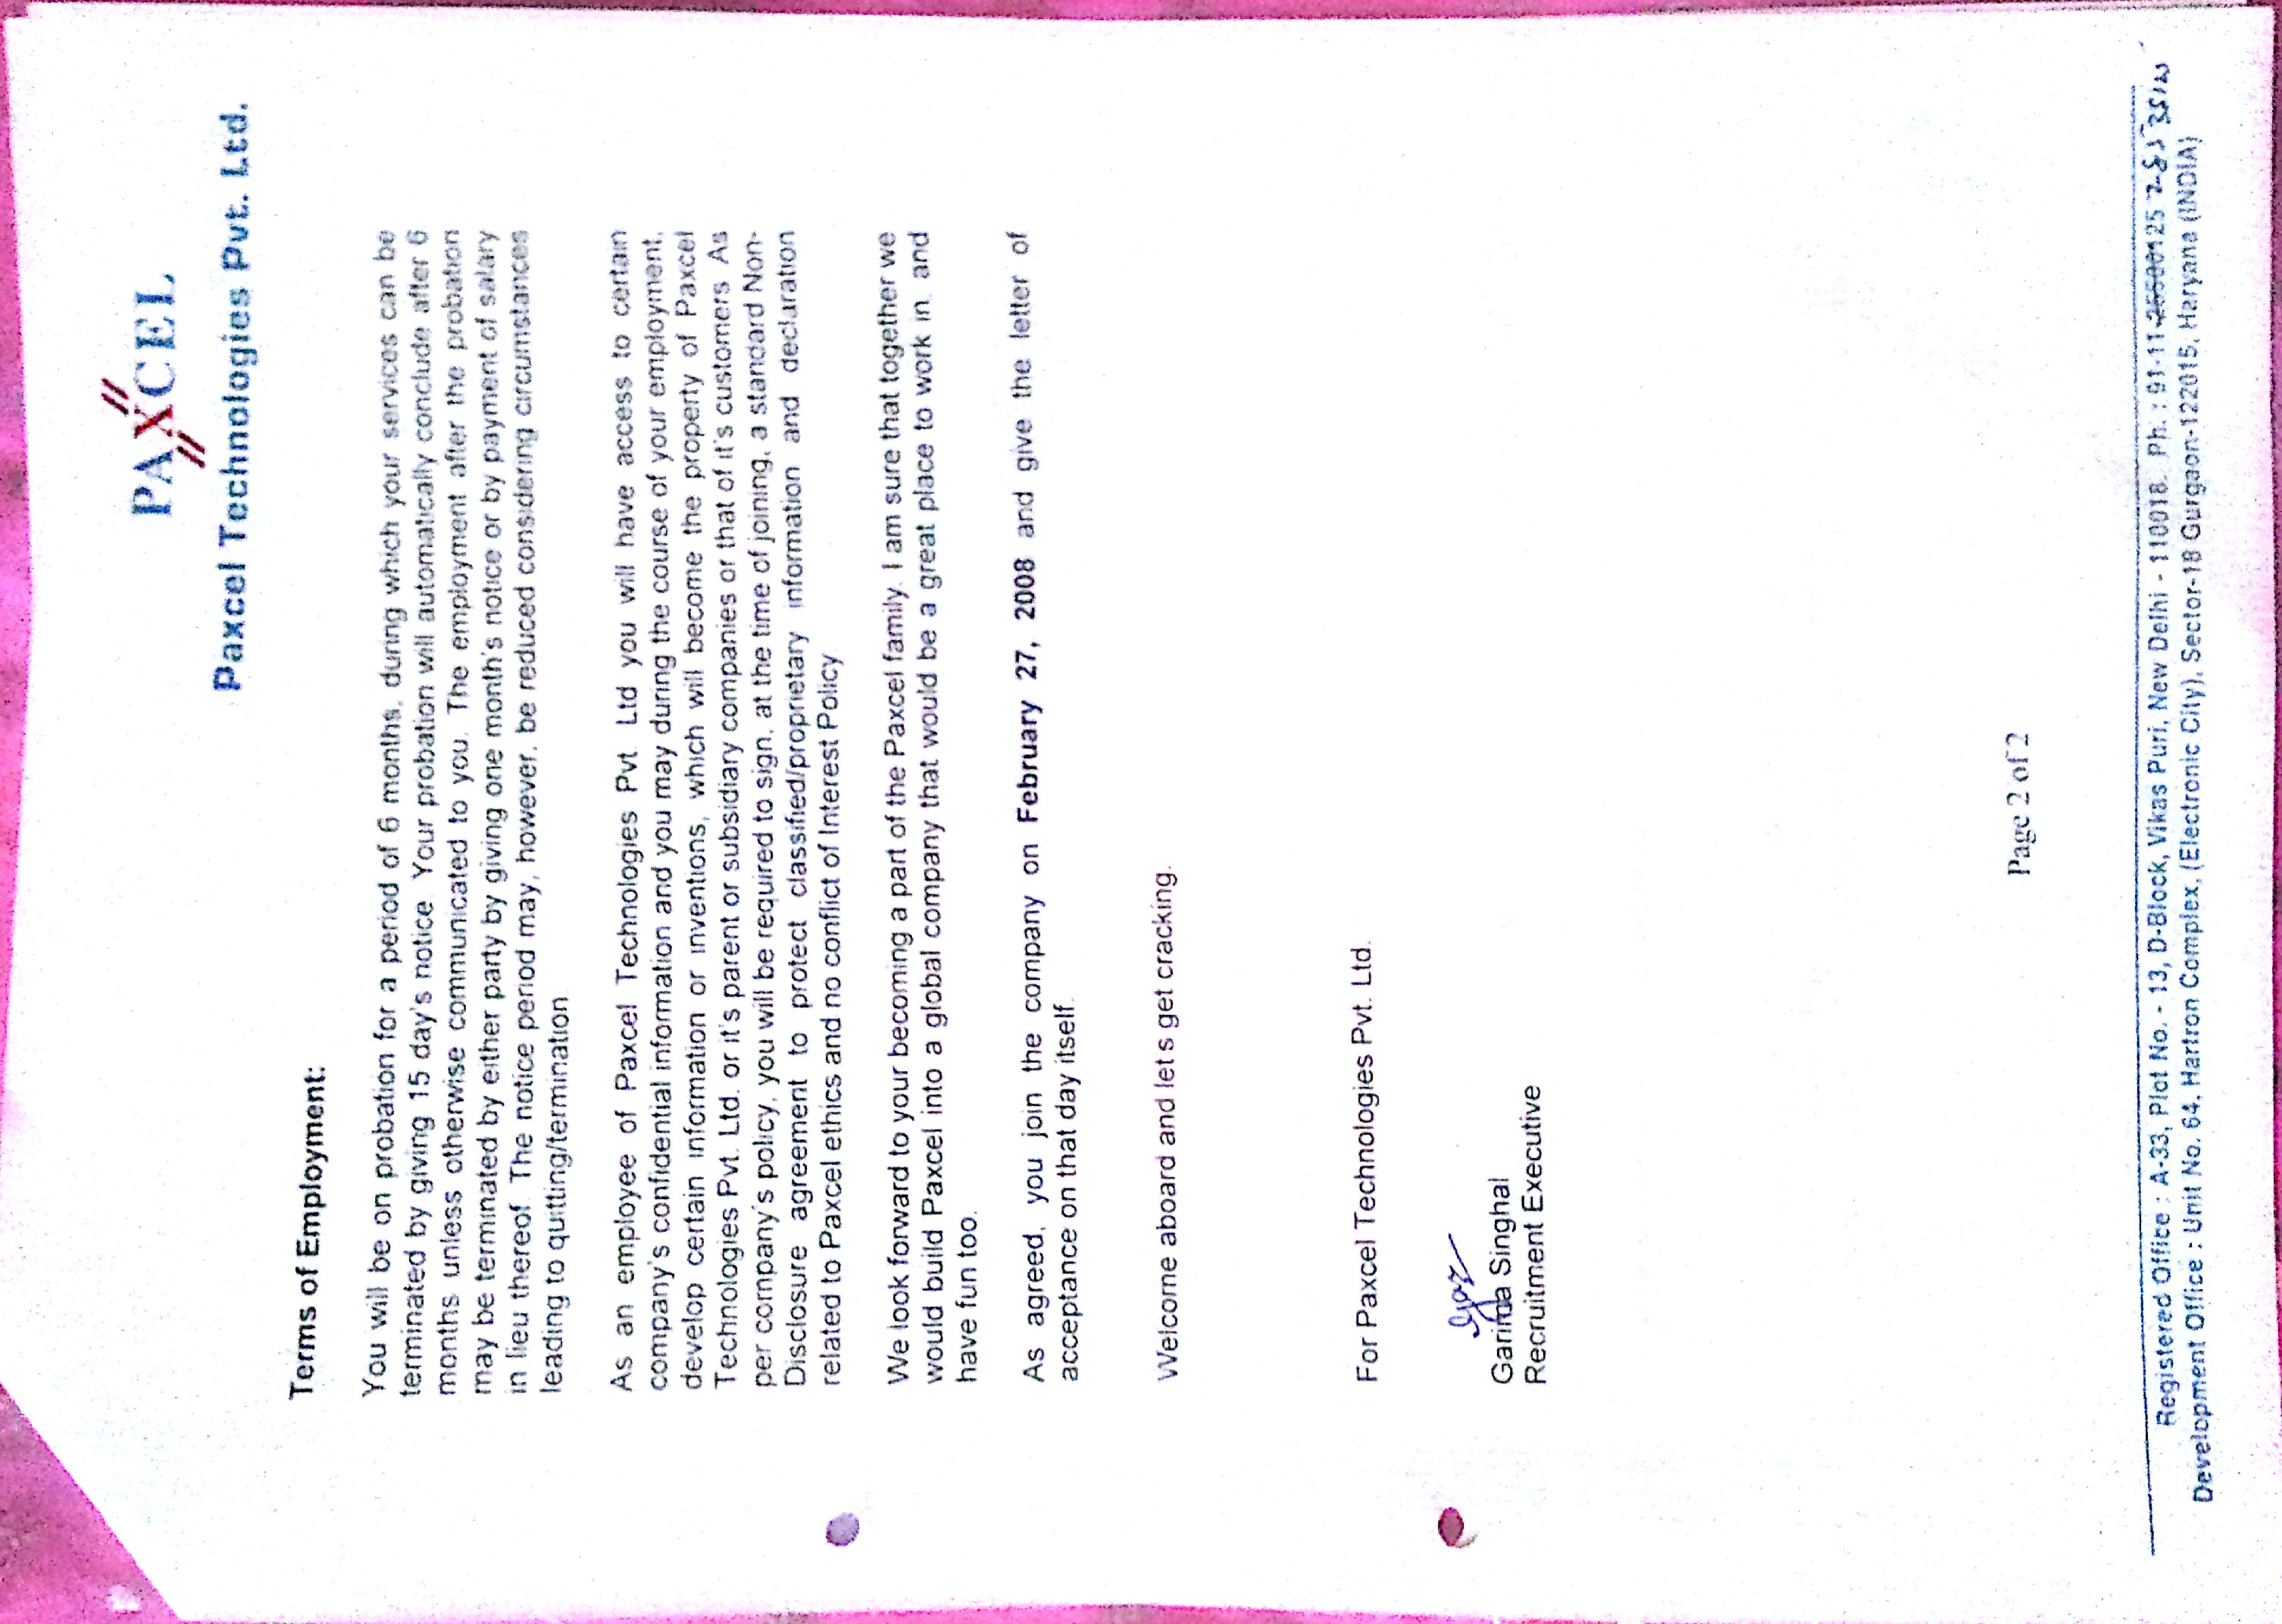 PAXCEL
Paxcel Technologies Pvt. Ltd.
Terms of Employment:
You will be on probation for a period of 6 months, during which your services can be
terminated by giving 15 day's notice. Your probation will automatically conclude after 6
months unless otherwise communicated to you. The employment after the probation
may be terminated by either party by giving one month's notice or by payment of salary
in lieu thereof. The notice period may, however, be reduced considering circumstances
leading to quitting/termination
As an employee of Paxcel Technologies Pvt Ltd you will have access to certain
company's confidential information and you may during the course of your employment,
develop certain information or inventions, which will become the property of Paxcel
Technologies Pvt. Ltd. or it's parent or subsidiary companies or that of it's customers. As
per company's policy, you will be required to sign, at the time of joining, a standard Non-
Disclosure agreement to protect classified/proprietary information and declaration
related to Paxcel ethics and no conflict of Interest Policy
We look forward to your becoming a part of the Paxcel family. I am sure that together we
would build Paxcel into a global company that would be a great place to work in, and
have fun too.
As agreed, you join the company on February 27, 2008 and give the letter of
acceptance on that day itself.
Welcome aboard and let s get cracking.
For Paxcel Technologies Pvt. Ltd.
Garima Singhal
Recruitment Executive
Page 2 of 2
Registered Office : A-33, Plot No. - 13, D-Block, Vikas Puri, New Delhi - 110018. Ph. : 91-11-
Development Office : Unit No. 64, Hartron Complex, (Electronic City), Sector-18 Gurgaon-122015, Haryana (INDIA)